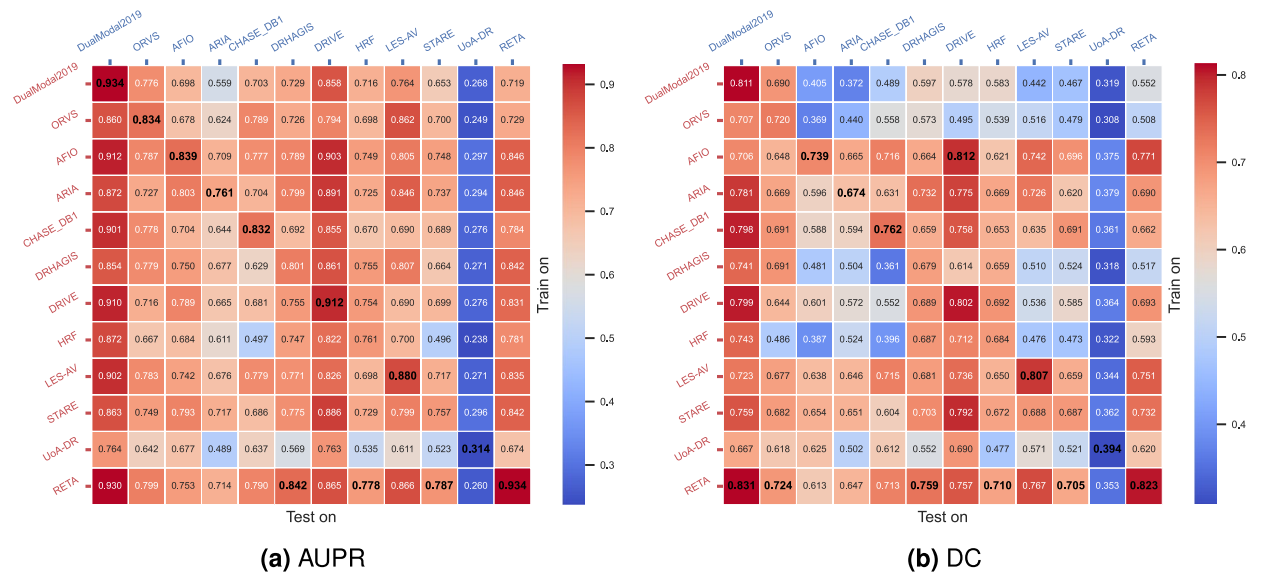 DualModal2019 ORVS AFIO ARIA CHASE_DB1 DRHAGIS DRIVE HRF LES-AV STARE UoA-DR RETA
DualModal2019 0.934 0.776 0.698 0.559 0.703 0.729 0.858 0.716 0.764 0.653 0.268 0.719
ORVS 0.860 0.834 0.678 0.624 0.789 0.726 0.794 0.698 0.862 0.700 0.249 0.729
AFIO 0.912 0.787 0.839 0.709 0.777 0.789 0.903 0.749 0.805 0.748 0.297 0.846
ARIA 0.872 0.727 0.803 0.761 0.704 0.799 0.891 0.725 0.846 0.737 0.294 0.846
CHASE_DB1 0.901 0.778 0.704 0.644 0.832 0.692 0.855 0.670 0.690 0.689 0.276 0.784
DRHAGIS 0.854 0.779 0.750 0.677 0.629 0.801 0.861 0.755 0.807 0.664 0.271 0.842
DRIVE 0.910 0.716 0.789 0.665 0.681 0.755 0.912 0.754 0.690 0.699 0.276 0.831
HRF 0.872 0.667 0.684 0.611 0.497 0.747 0.822 0.761 0.700 0.496 0.238 0.781
LES-AV 0.902 0.783 0.742 0.676 0.779 0.771 0.826 0.698 0.880 0.717 0.271 0.835
STARE 0.863 0.749 0.793 0.717 0.686 0.775 0.886 0.729 0.799 0.757 0.296 0.842
UoA-DR 0.764 0.642 0.677 0.489 0.637 0.569 0.763 0.535 0.611 0.523 0.314 0.674
RETA 0.930 0.799 0.753 0.714 0.790 0.842 0.865 0.778 0.866 0.787 0.260 0.934
Test on
Train on
0.9
0.8
0.7
0.6
0.5
0.4
0.3
(a) AUPR
DualModal2019 ORVS AFIO ARIA CHASE_DB1 DRHAGIS DRIVE HRF LES-AV STARE UoA-DR RETA
DualModal2019 0.811 0.690 0.405 0.372 0.489 0.597 0.578 0.583 0.442 0.467 0.319 0.552
ORVS 0.707 0.720 0.369 0.440 0.558 0.573 0.495 0.539 0.516 0.479 0.308 0.508
AFIO 0.706 0.648 0.739 0.665 0.716 0.664 0.812 0.621 0.742 0.696 0.375 0.771
ARIA 0.781 0.669 0.596 0.674 0.631 0.732 0.775 0.669 0.726 0.620 0.379 0.690
CHASE_DB1 0.798 0.691 0.588 0.594 0.762 0.659 0.758 0.653 0.635 0.691 0.361 0.662
DRHAGIS 0.741 0.691 0.481 0.504 0.361 0.679 0.614 0.659 0.510 0.524 0.318 0.517
DRIVE 0.799 0.644 0.601 0.572 0.552 0.689 0.802 0.692 0.536 0.585 0.364 0.693
HRF 0.743 0.486 0.387 0.524 0.396 0.687 0.712 0.684 0.476 0.473 0.322 0.593
LES-AV 0.723 0.677 0.638 0.646 0.715 0.681 0.736 0.650 0.807 0.659 0.344 0.751
STARE 0.759 0.682 0.654 0.651 0.604 0.703 0.792 0.672 0.688 0.687 0.362 0.732
UoA-DR 0.667 0.618 0.625 0.502 0.612 0.552 0.690 0.477 0.571 0.521 0.394 0.620
RETA 0.831 0.724 0.613 0.647 0.713 0.759 0.757 0.710 0.767 0.705 0.353 0.823
Test on
Train on
0.8
0.7
0.6
0.5
0.4
(b) DC